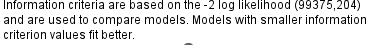 Information criteria are based on the -2 log likelihood (99375,204)
and are used to compare models. Models with smaller information
criterion values fit better.